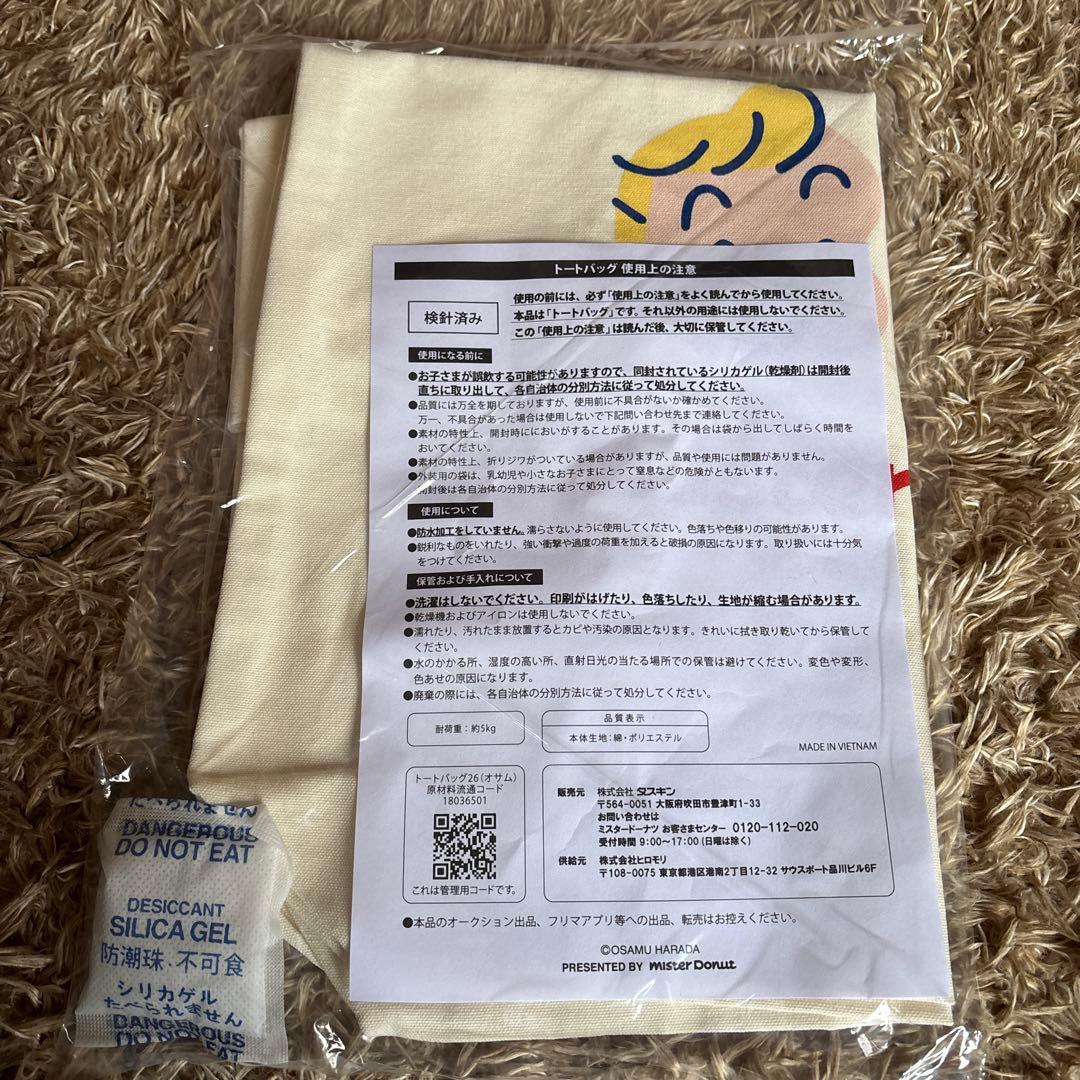 トートバッグ 使用上の注意
検針済み
使用の前には、必ず「使用上の注意」をよく読んでから使用してください。
本品は「トートバッグ」です。それ以外の用途には使用しないでください。
この「使用上の注意」は読んだ後、大切に保管してください。
使用になる前に
●お子さまが誤飲する可能性がありますので、同封されているシリカゲル(乾燥剤)は開封後
直ちに取り出して、各自治体の分別方法に従って処分してください。
●品質には万全を期しておりますが、使用前に不具合がないか確かめてください。
万一、不具合があった場合は使用しないで下記問い合わせ先まで連絡してください。
●素材の特性上、開封時ににおいがすることがあります。その場合は袋から出してしばらく時間を
おいてください。
●素材の特性上、折りジワがついている場合がありますが、品質や使用には問題がありません。
●外装用の袋は、乳幼児や小さなお子さまにとって窒息などの危険がともないます。
開封後は各自治体の分別方法に従って処分してください。
使用について
●防水加工をしていません。濡らさないように使用してください。色落ちや色移りの可能性があります。
●鋭利なものをいれたり、強い衝撃や過度の荷重を加えると破損の原因になります。取り扱いには十分気
をつけてください。
保管および手入れについて
●洗濯はしないでください。印刷がはげたり、色落ちしたり、生地が縮む場合があります。
●乾燥機およびアイロンは使用しないでください。
●濡れたり、汚れたまま放置するとカビや汚染の原因となります。きれいに拭き取り乾いてから保管して
ください。
●水のかかる所、湿度の高い所、直射日光の当たる場所での保管は避けてください。変色や変形、
色あせの原因になります。
●廃棄の際には、各自治体の分別方法に従って処分してください。
耐荷重：約5kg
品質表示
本体生地：綿・ポリエステル
MADE IN VIETNAM
トートバッグ26(オサム)
原材料流通コード
18036501
これは管理用コードです。
販売元 株式会社 ダスキン
〒564-0051 大阪府吹田市豊津町1-33
お問い合わせは
ミスタードーナツ お客さまセンター 0120-112-020
受付時間 9:00〜17:00 (日曜は除く)
供給元 株式会社ヒロモリ
〒108-0075 東京都港区港南2丁目12-32 サウスポート品川ビル6F
●本品のオークション出品、フリマアプリ等への出品、転売はお控えください。
©OSAMU HARADA
PRESENTED BY mister Donut
たべられません
DANGEROUS
DO NOT EAT
DESICCANT
SILICA GEL
防潮珠.不可食
シリカゲル
たべられません
DANGEROUS
DO NOT EAT